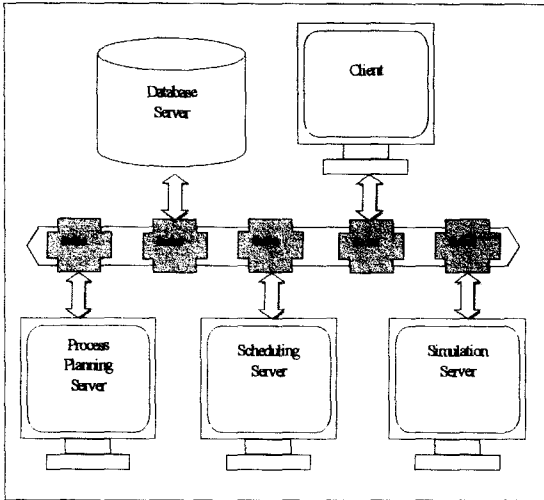 Database
Server
Client
Process
Planning
Server
Scheduling
Server
Simulation
Server